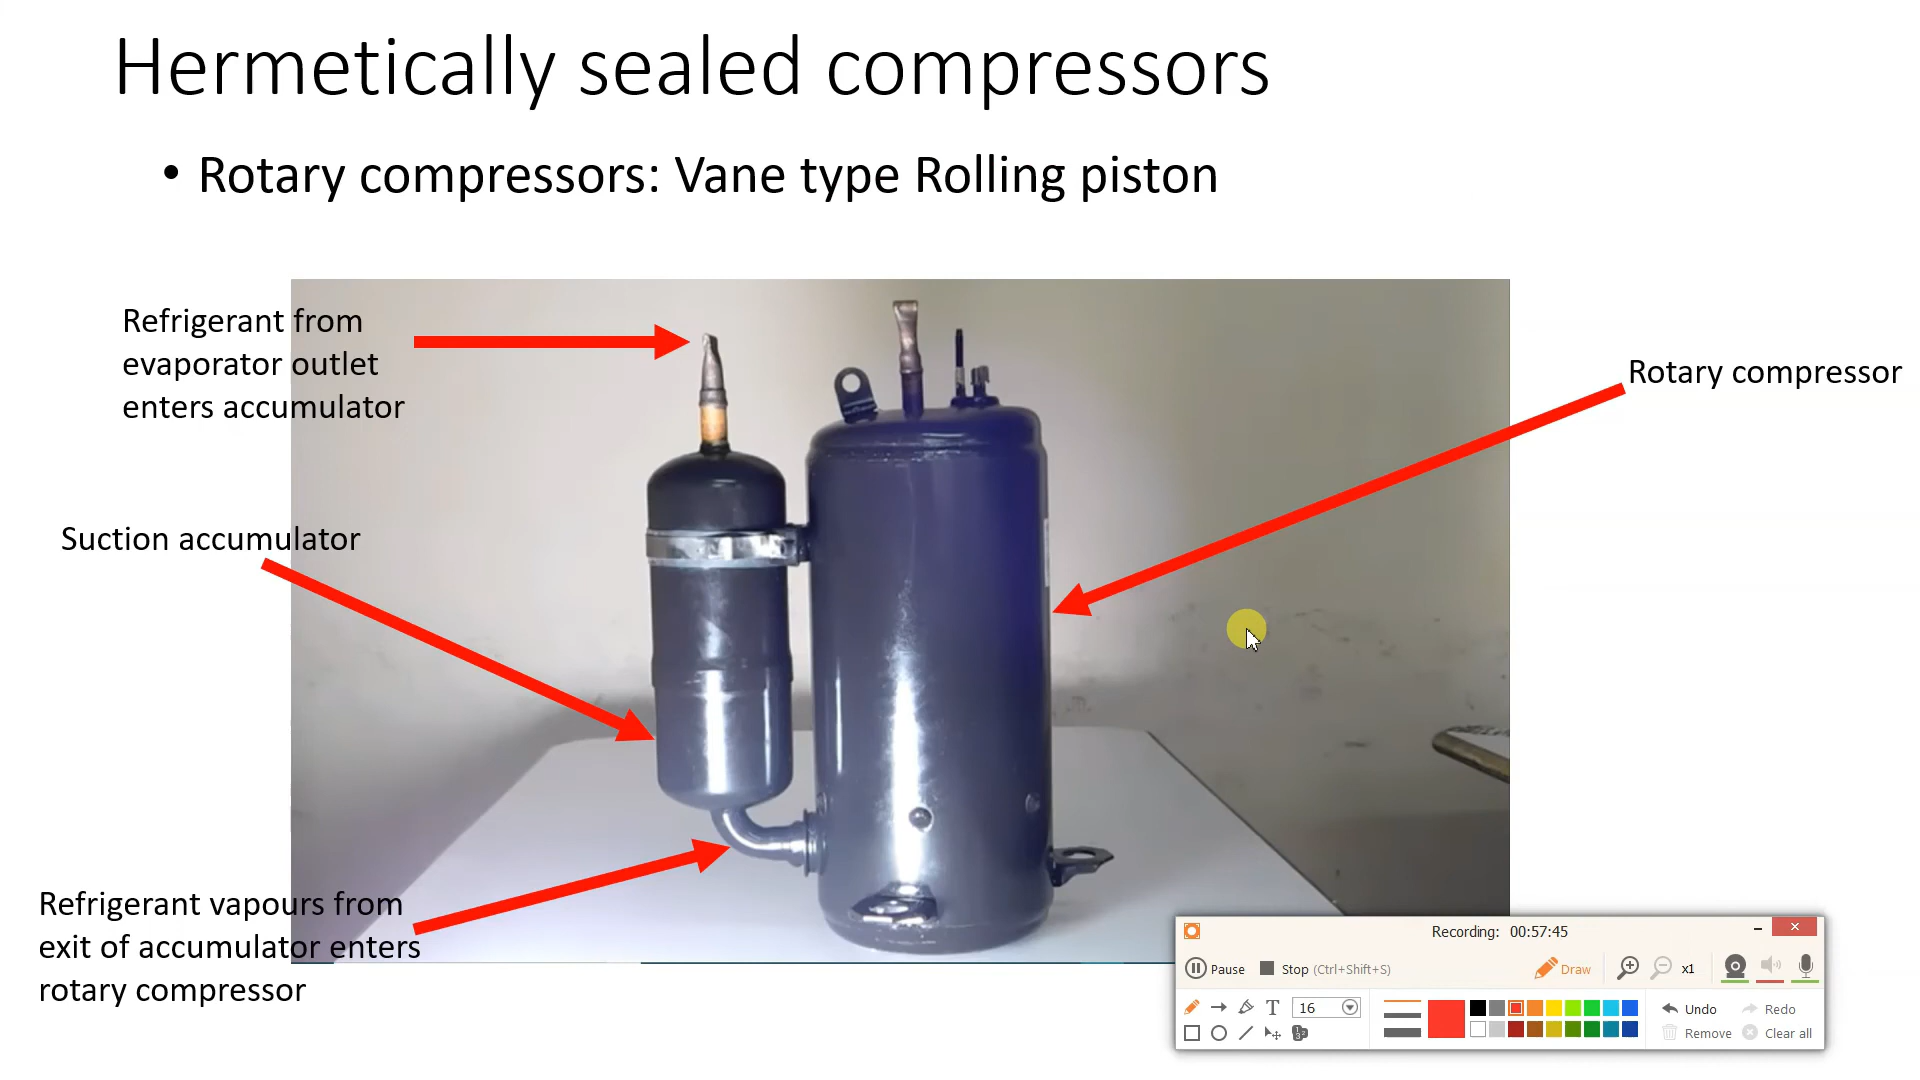 Hermetically sealed compressors
• Rotary compressors: Vane type Rolling piston
Refrigerant from
evaporator outlet
enters accumulator
Rotary compressor
Suction accumulator
Refrigerant vapours from
exit of accumulator enters
rotary compressor
Recording: 00:57:45
Pause Stop (Ctrl+Shift+S) Draw x1
T 16 Undo Redo
Remove Clear all